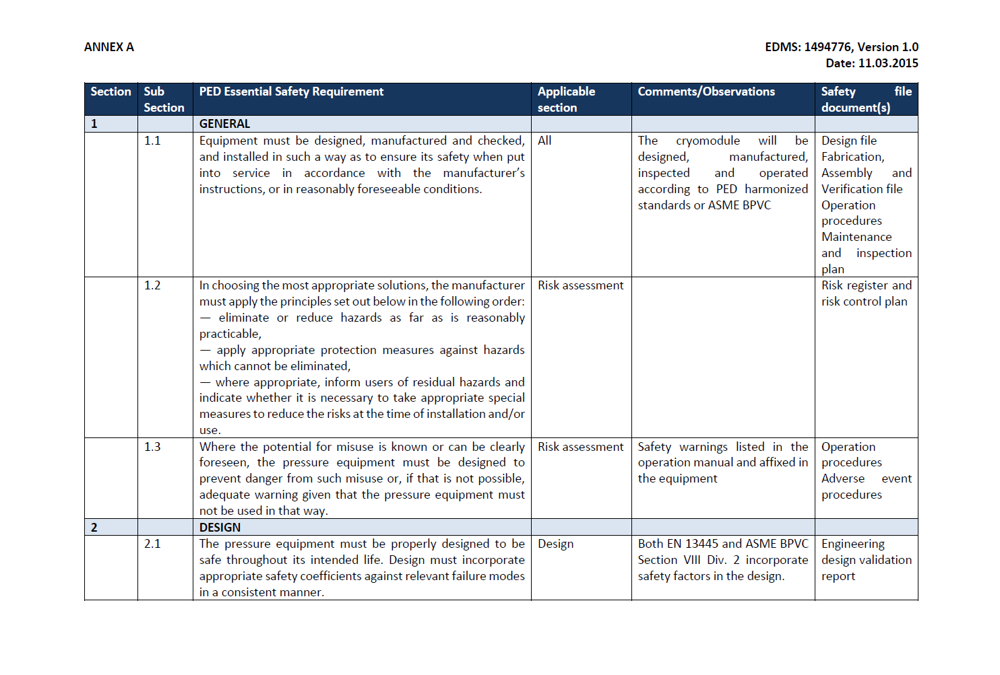 ANNEX A
EDMS: 1494776, Version 1.0
Date: 11.03.2015
Section
Sub
Section
PED Essential Safety Requirement
Applicable
section
Comments/Observations
Safety file
document(s)
1
GENERAL
1.1
Equipment must be designed, manufactured and checked,
and installed in such a way as to ensure its safety when put
into service in accordance with the manufacturer’s
instructions, or in reasonably foreseeable conditions.
All
The cryomodule will be
designed, manufactured,
inspected and operated
according to PED harmonized
standards or ASME BPVC
Design file
Fabrication,
Assembly and
Verification file
Operation
procedures
Maintenance
and inspection
plan
1.2
In choosing the most appropriate solutions, the manufacturer
must apply the principles set out below in the following order:
— eliminate or reduce hazards as far as is reasonably
practicable,
— apply appropriate protection measures against hazards
which cannot be eliminated,
— where appropriate, inform users of residual hazards and
indicate whether it is necessary to take appropriate special
measures to reduce the risks at the time of installation and/or
use.
Risk assessment
Risk register and
risk control plan
1.3
Where the potential for misuse is known or can be clearly
foreseen, the pressure equipment must be designed to
prevent danger from such misuse or, if that is not possible,
adequate warning given that the pressure equipment must
not be used in that way.
Risk assessment
Safety warnings listed in the
operation manual and affixed in
the equipment
Operation
procedures
Adverse event
procedures
2
DESIGN
2.1
The pressure equipment must be properly designed to be
safe throughout its intended life. Design must incorporate
appropriate safety coefficients against relevant failure modes
in a consistent manner.
Design
Both EN 13445 and ASME BPVC
Section VIII Div. 2 incorporate
safety factors in the design.
Engineering
design validation
report